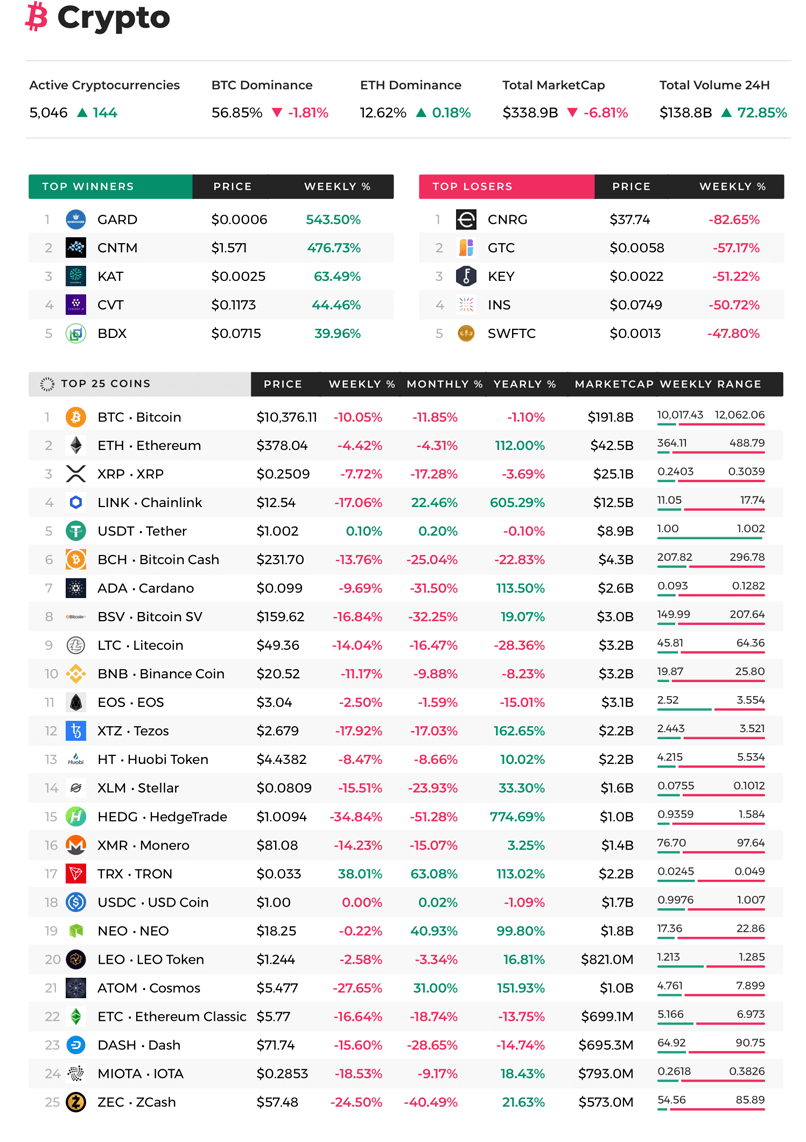 Crypto
Active Cryptocurrencies BTC Dominance ETH Dominance Total MarketCap Total Volume 24H
5,046 ▲ 144 56.85% ▼ -1.81% 12.62% ▲ 0.18% $338.9B ▼ -6.81% $138.8B ▲ 72.85%
TOP WINNERS PRICE WEEKLY %
1 GARD $0.0006 543.50%
2 CNTM $1.571 476.73%
3 KAT $0.0025 63.49%
4 CVT $0.1173 44.46%
5 BDX $0.0715 39.96%
TOP LOSERS PRICE WEEKLY %
1 CNRG $37.74 -82.65%
2 GTC $0.0058 -57.17%
3 KEY $0.0022 -51.22%
4 INS $0.0749 -50.72%
5 SWFTC $0.0013 -47.80%
TOP 25 COINS PRICE WEEKLY % MONTHLY % YEARLY % MARKETCAP WEEKLY RANGE
1 BTC · Bitcoin $10,376.11 -10.05% -11.85% -1.10% $191.8B 10,017.43 12,062.06
2 ETH · Ethereum $378.04 -4.42% -4.31% 112.00% $42.5B 364.11 488.79
3 XRP · XRP $0.2509 -7.72% -17.28% -3.69% $25.1B 0.2403 0.3039
4 LINK · Chainlink $12.54 -17.06% 22.46% 605.29% $12.5B 11.05 17.74
5 USDT · Tether $1.002 0.10% 0.20% -0.10% $8.9B 1.00 1.002
6 BCH · Bitcoin Cash $231.70 -13.76% -25.04% -22.83% $4.3B 207.82 296.78
7 ADA · Cardano $0.099 -9.69% -31.50% 113.50% $2.6B 0.093 0.1282
8 BSV · Bitcoin SV $159.62 -16.84% -32.25% 19.07% $3.0B 149.99 207.64
9 LTC · Litecoin $49.36 -14.04% -16.47% -28.36% $3.2B 45.81 64.36
10 BNB · Binance Coin $20.52 -11.17% -9.88% -8.23% $3.2B 19.87 25.80
11 EOS · EOS $3.04 -2.50% -1.59% -15.01% $3.1B 2.52 3.554
12 XTZ · Tezos $2.679 -17.92% -17.03% 162.65% $2.2B 2.443 3.521
13 Huobi HT · Huobi Token $4.4382 -8.47% -8.66% 10.02% $2.2B 4.215 5.534
14 XLM · Stellar $0.0809 -15.51% -23.93% 33.30% $1.6B 0.0755 0.1012
15 HEDG · HedgeTrade $1.0094 -34.84% -51.28% 774.69% $1.0B 0.9359 1.584
16 XMR · Monero $81.08 -14.23% -15.07% 3.25% $1.4B 76.70 97.64
17 TRX · TRON $0.033 38.01% 63.08% 113.02% $2.2B 0.0245 0.049
18 USDC · USD Coin $1.00 0.00% 0.02% -1.09% $1.7B 0.9976 1.007
19 NEO · NEO $18.25 -0.22% 40.93% 99.80% $1.8B 17.36 22.86
20 LEO · LEO Token $1.244 -2.58% -3.34% 16.81% $821.0M 1.213 1.285
21 ATOM · Cosmos $5.477 -27.65% 31.00% 151.93% $1.0B 4.761 7.899
22 ETC · Ethereum Classic $5.77 -16.64% -18.74% -13.75% $699.1M 5.166 6.973
23 DASH · Dash $71.74 -15.60% -28.65% -14.74% $695.3M 64.92 90.75
24 MIOTA · IOTA $0.2853 -18.53% -9.17% 18.43% $793.0M 0.2618 0.3826
25 ZEC · ZCash $57.48 -24.50% -40.49% 21.63% $573.0M 54.56 85.89